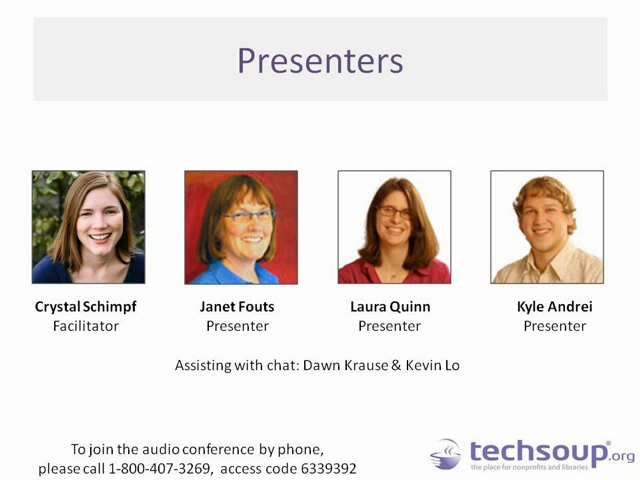 Presenters
Crystal Schimpf
Facilitator
Janet Fouts
Presenter
Laura Quinn
Presenter
Kyle Andrei
Presenter
Assisting with chat: Dawn Krause & Kevin Lo
To join the audio conference by phone,
please call 1-800-407-3269, access code 6339392
techsoup®.org
the place for nonprofits and libraries